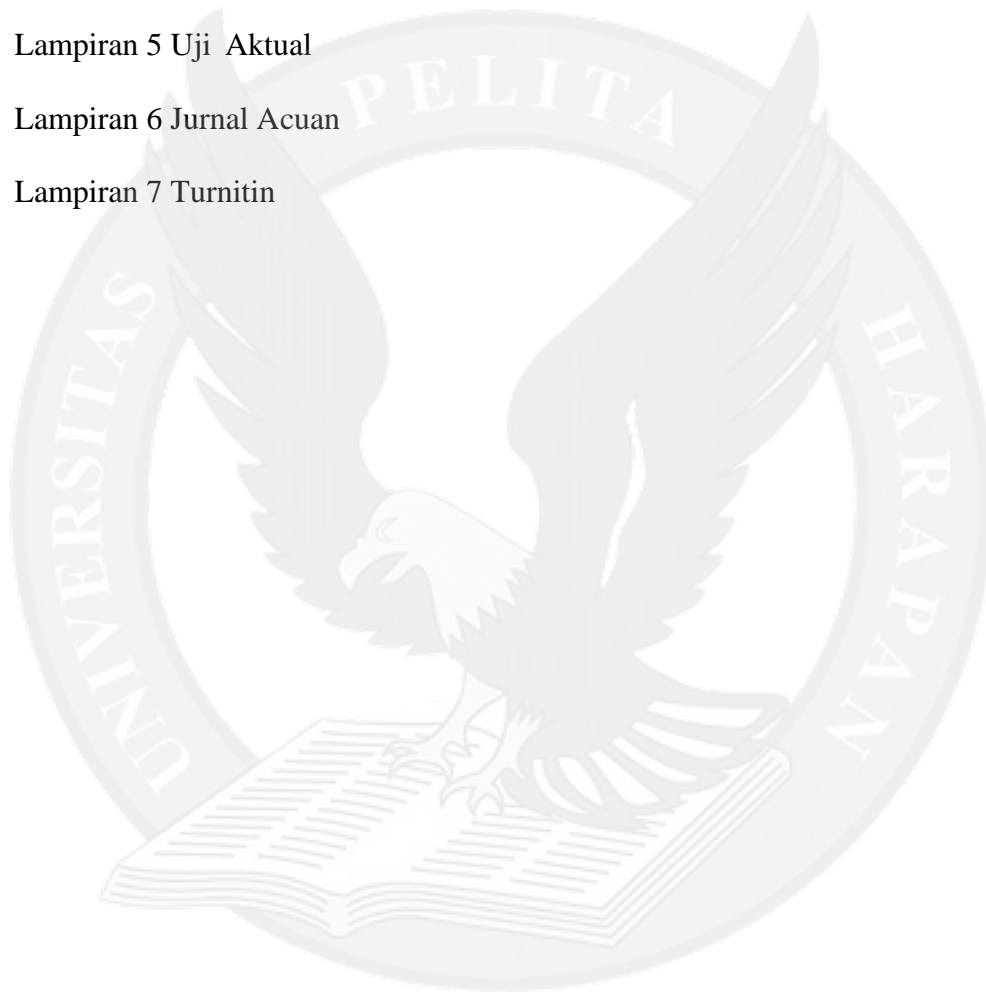 Lampiran 5 Uji  Aktual
Lampiran 6 Jurnal Acuan
Lampiran 7 Turnitin
UNIVERSITAS PELITA HARAPAN